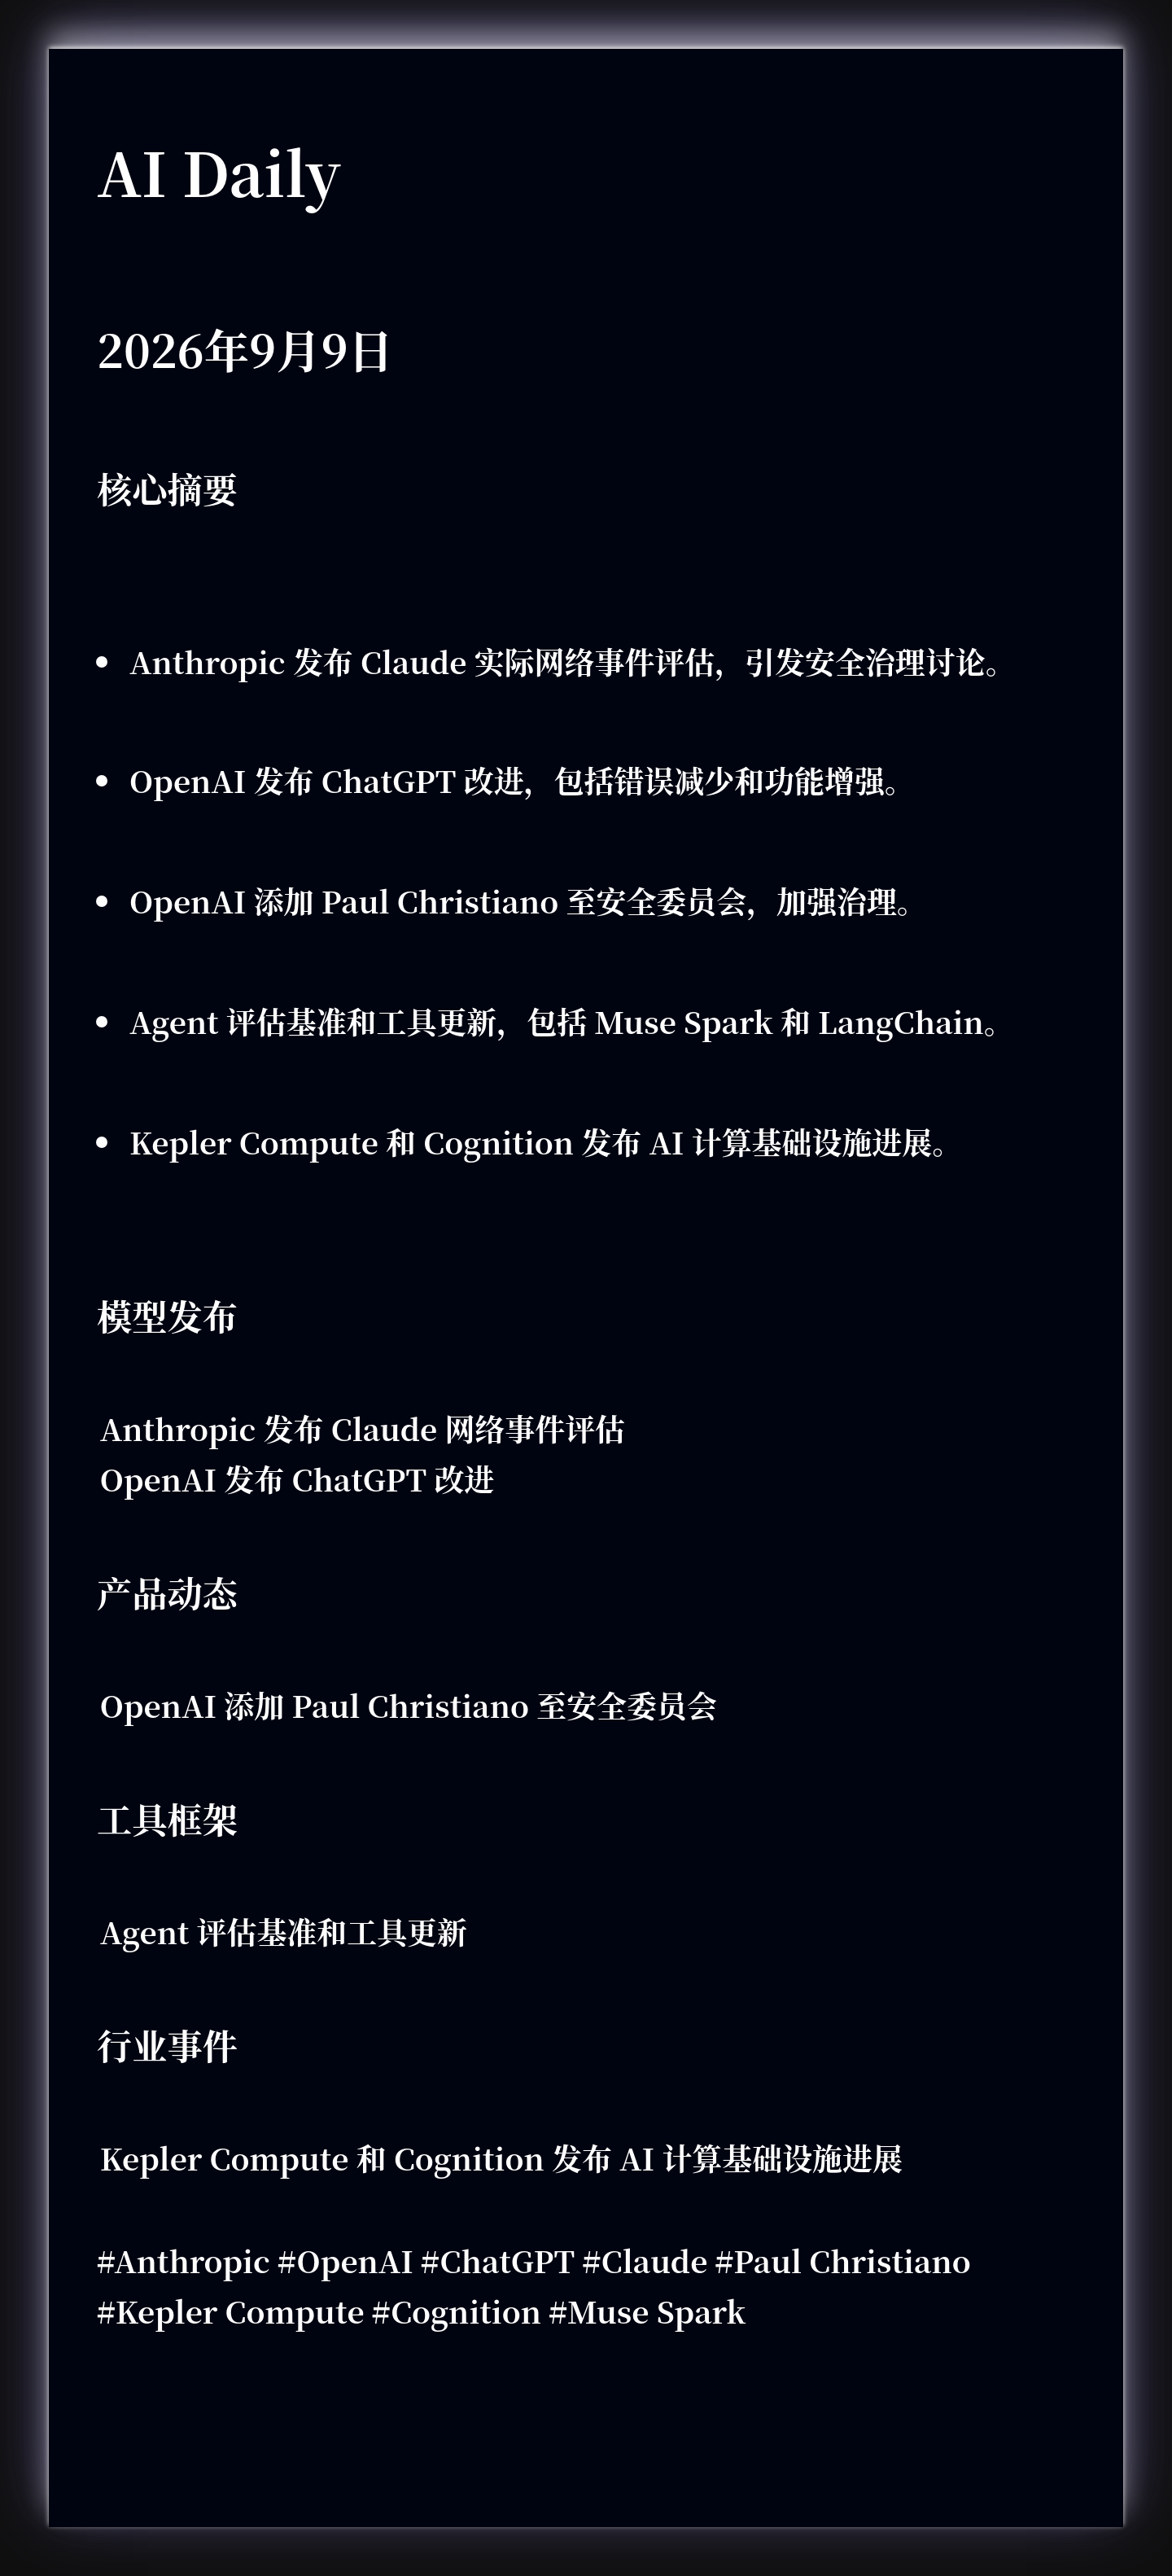 AI Daily
2026年9月9日
核心摘要
• Anthropic 发布 Claude 实际网络事件评估，引发安全治理讨论。
• OpenAI 发布 ChatGPT 改进，包括错误减少和功能增强。
• OpenAI 添加 Paul Christiano 至安全委员会，加强治理。
• Agent 评估基准和工具更新，包括 Muse Spark 和 LangChain。
• Kepler Compute 和 Cognition 发布 AI 计算基础设施进展。
模型发布
Anthropic 发布 Claude 网络事件评估
OpenAI 发布 ChatGPT 改进
产品动态
OpenAI 添加 Paul Christiano 至安全委员会
工具框架
Agent 评估基准和工具更新
行业事件
Kepler Compute 和 Cognition 发布 AI 计算基础设施进展
#Anthropic #OpenAI #ChatGPT #Claude #Paul Christiano
#Kepler Compute #Cognition #Muse Spark